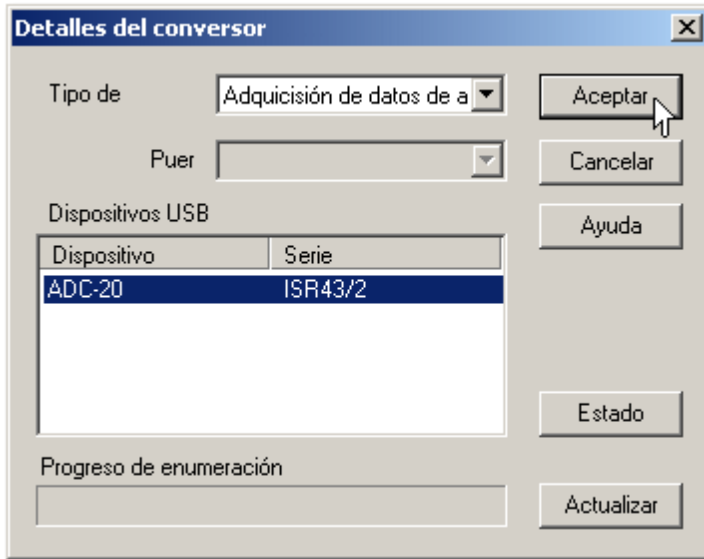 Detalles del conversor
Tipo de
Adquicisión de datos de a
Aceptar
Puer
Cancelar
Dispositivos USB
Ayuda
Dispositivo Serie
ADC-20 ISR43/2
Estado
Progreso de enumeración
Actualizar